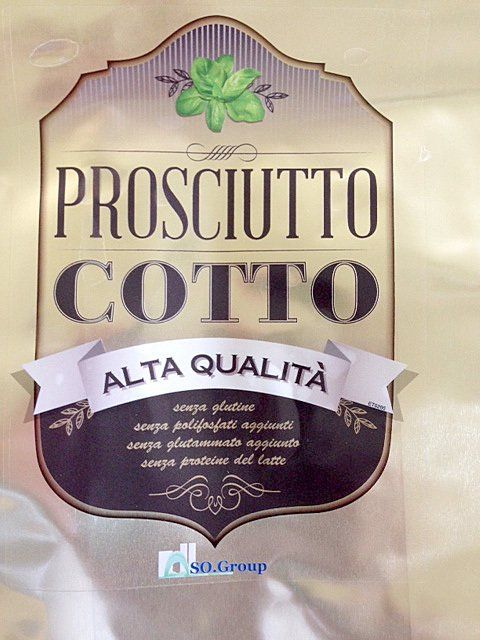 PROSCIUTTO
COTTO
ALTA QUALITÀ
senza glutine
senza polifosfati aggiunti
senza glutammato aggiunto
senza proteine del latte
SO.Group